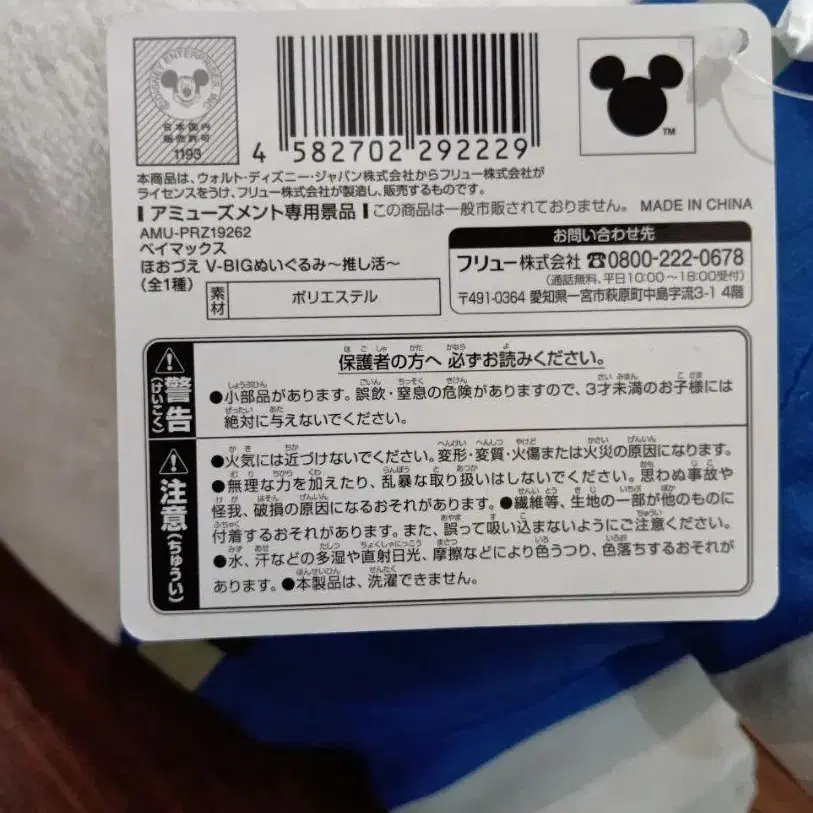 ©DISNEY ENTERPRISES, INC
日本国内
販売許可
1193
4 582702 292229
TM
本商品は、ウォルト・ディズニー・ジャパン株式会社からフリュー株式会社が
ライセンスをうけ、フリュー株式会社が製造し、販売するものです。
アミューズメント専用景品 この商品は一般市販されておりません。 MADE IN CHINA
AMU-PRZ19262
ベイマックス
ほおづえ V-BIGぬいぐるみ〜推し活〜
(全1種)
素材 ポリエステル
お問い合わせ先
フリュー株式会社 ☎0800-222-0678
(通話無料、平日10:00〜18:00受付)
〒491-0364 愛知県一宮市萩原町中島字流3-1 4階
警告(けいこく)
保護者の方へ 必ずお読みください。
●小部品があります。誤飲・窒息の危険がありますので、3才未満のお子様には
絶対に与えないでください。
注意(ちゅうい)
●火気には近づけないでください。変形・変質・火傷または火災の原因になります。
●無理な力を加えたり、乱暴な取り扱いはしないでください。思わぬ事故や
怪我、破損の原因になるおそれがあります。●繊維等、生地の一部が他のものに
付着するおそれがあります。また、誤って吸い込まないようにご注意ください。
●水、汗などの多湿や直射日光、摩擦などにより色うつり、色落ちするおそれが
あります。●本製品は、洗濯できません。